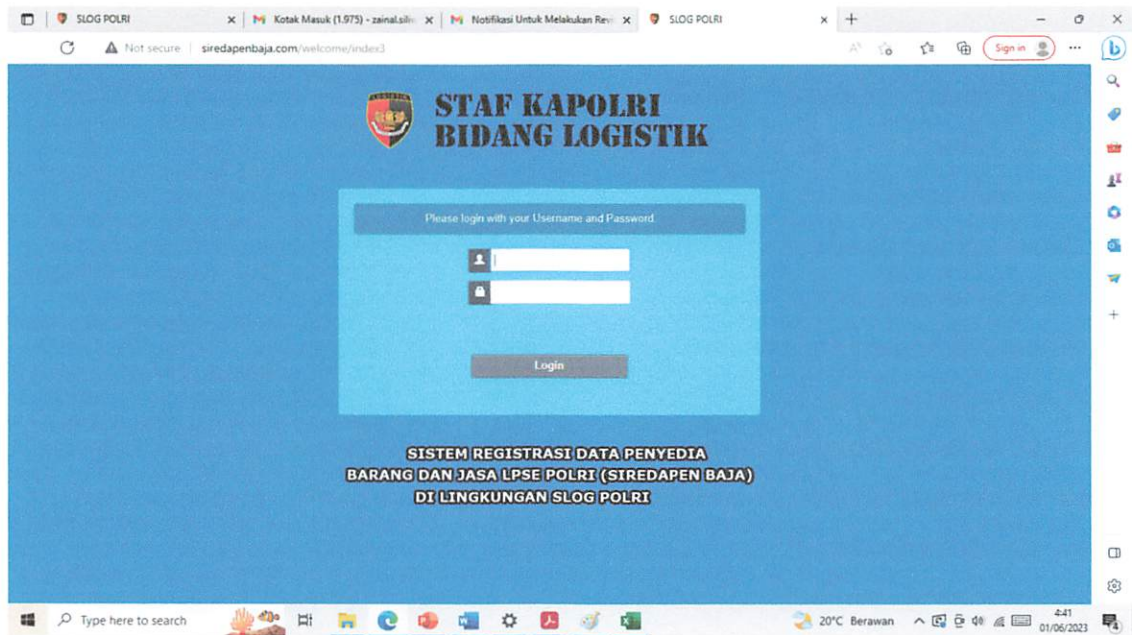 SLOG POLRI
Kotak Masuk (1.975) - zainal.silv
Notifikasi Untuk Melakukan Rev
SLOG POLRI
Not secure
siredapenbaja.com/welcome/index3
Sign in
LOGISTIK
STAF KAPOLRI
BIDANG LOGISTIK
Please login with your Username and Password.
Login
SISTEM REGISTRASI DATA PENYEDIA
BARANG DAN JASA LPSE POLRI (SIREDAPEN BAJA)
DI LINGKUNGAN SLOG POLRI
Type here to search
20°C Berawan
4:41
01/06/2023
4